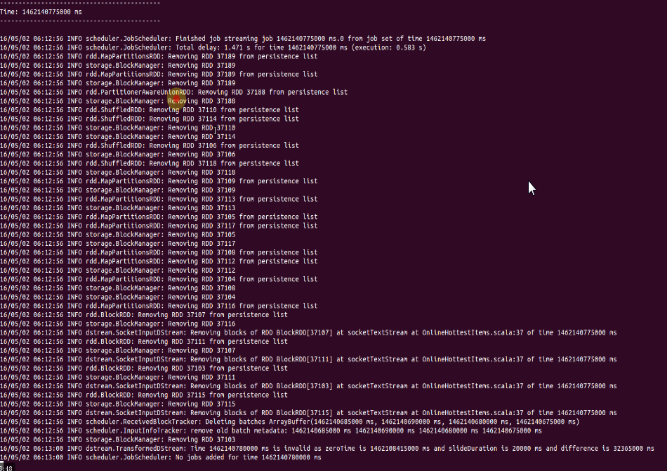 -------------------------------------------
Time: 1462140775000 ms
-------------------------------------------
16/05/02 06:12:56 INFO scheduler.JobScheduler: Finished job streaming job 1462140775000 ms.0 from job set of time 1462140775000 ms
16/05/02 06:12:56 INFO scheduler.JobScheduler: Total delay: 1.471 s for time 1462140775000 ms (execution: 0.583 s)
16/05/02 06:12:56 INFO rdd.MapPartitionsRDD: Removing RDD 37189 from persistence list
16/05/02 06:12:56 INFO storage.BlockManager: Removing RDD 37189
16/05/02 06:12:56 INFO rdd.MapPartitionsRDD: Removing RDD 37189 from persistence list
16/05/02 06:12:56 INFO storage.BlockManager: Removing RDD 37189
16/05/02 06:12:56 INFO rdd.PartitionerAwareUnionRDD: Removing RDD 37188 from persistence list
16/05/02 06:12:56 INFO storage.BlockManager: Removing RDD 37188
16/05/02 06:12:56 INFO rdd.ShuffledRDD: Removing RDD 37110 from persistence list
16/05/02 06:12:56 INFO rdd.ShuffledRDD: Removing RDD 37114 from persistence list
16/05/02 06:12:56 INFO storage.BlockManager: Removing RDD 37110
16/05/02 06:12:56 INFO storage.BlockManager: Removing RDD 37114
16/05/02 06:12:56 INFO rdd.ShuffledRDD: Removing RDD 37106 from persistence list
16/05/02 06:12:56 INFO storage.BlockManager: Removing RDD 37106
16/05/02 06:12:56 INFO rdd.ShuffledRDD: Removing RDD 37118 from persistence list
16/05/02 06:12:56 INFO storage.BlockManager: Removing RDD 37118
16/05/02 06:12:56 INFO rdd.MapPartitionsRDD: Removing RDD 37109 from persistence list
16/05/02 06:12:56 INFO storage.BlockManager: Removing RDD 37109
16/05/02 06:12:56 INFO rdd.MapPartitionsRDD: Removing RDD 37113 from persistence list
16/05/02 06:12:56 INFO storage.BlockManager: Removing RDD 37113
16/05/02 06:12:56 INFO rdd.MapPartitionsRDD: Removing RDD 37105 from persistence list
16/05/02 06:12:56 INFO rdd.MapPartitionsRDD: Removing RDD 37117 from persistence list
16/05/02 06:12:56 INFO storage.BlockManager: Removing RDD 37105
16/05/02 06:12:56 INFO storage.BlockManager: Removing RDD 37117
16/05/02 06:12:56 INFO rdd.MapPartitionsRDD: Removing RDD 37108 from persistence list
16/05/02 06:12:56 INFO rdd.MapPartitionsRDD: Removing RDD 37112 from persistence list
16/05/02 06:12:56 INFO storage.BlockManager: Removing RDD 37112
16/05/02 06:12:56 INFO rdd.MapPartitionsRDD: Removing RDD 37104 from persistence list
16/05/02 06:12:56 INFO storage.BlockManager: Removing RDD 37108
16/05/02 06:12:56 INFO storage.BlockManager: Removing RDD 37104
16/05/02 06:12:56 INFO rdd.MapPartitionsRDD: Removing RDD 37116 from persistence list
16/05/02 06:12:56 INFO rdd.BlockRDD: Removing RDD 37107 from persistence list
16/05/02 06:12:56 INFO storage.BlockManager: Removing RDD 37116
16/05/02 06:12:56 INFO dstream.SocketInputDStream: Removing blocks of RDD BlockRDD[37107] at socketTextStream at OnlineHottestItems.scala:37 of time 1462140775000 ms
16/05/02 06:12:56 INFO rdd.BlockRDD: Removing RDD 37111 from persistence list
16/05/02 06:12:56 INFO storage.BlockManager: Removing RDD 37107
16/05/02 06:12:56 INFO dstream.SocketInputDStream: Removing blocks of RDD BlockRDD[37111] at socketTextStream at OnlineHottestItems.scala:37 of time 1462140775000 ms
16/05/02 06:12:56 INFO rdd.BlockRDD: Removing RDD 37103 from persistence list
16/05/02 06:12:56 INFO storage.BlockManager: Removing RDD 37111
16/05/02 06:12:56 INFO dstream.SocketInputDStream: Removing blocks of RDD BlockRDD[37103] at socketTextStream at OnlineHottestItems.scala:37 of time 1462140775000 ms
16/05/02 06:12:56 INFO rdd.BlockRDD: Removing RDD 37115 from persistence list
16/05/02 06:12:56 INFO storage.BlockManager: Removing RDD 37115
16/05/02 06:12:56 INFO dstream.SocketInputDStream: Removing blocks of RDD BlockRDD[37115] at socketTextStream at OnlineHottestItems.scala:37 of time 1462140775000 ms
16/05/02 06:12:56 INFO scheduler.ReceivedBlockTracker: Deleting batches ArrayBuffer(1462140685000 ms, 1462140690000 ms, 1462140680000 ms, 1462140675000 ms)
16/05/02 06:12:56 INFO scheduler.InputInfoTracker: remove old batch metadata: 1462140685000 ms 1462140690000 ms 1462140680000 ms 1462140675000 ms
16/05/02 06:12:56 INFO storage.BlockManager: Removing RDD 37103
16/05/02 06:13:00 INFO dstream.TransformedDStream: Time 1462140780000 ms is invalid as zeroTime is 1462108415000 ms and slideDuration is 20000 ms and difference is 32365000 ms
16/05/02 06:13:00 INFO scheduler.JobScheduler: No jobs added for time 1462140780000 ms